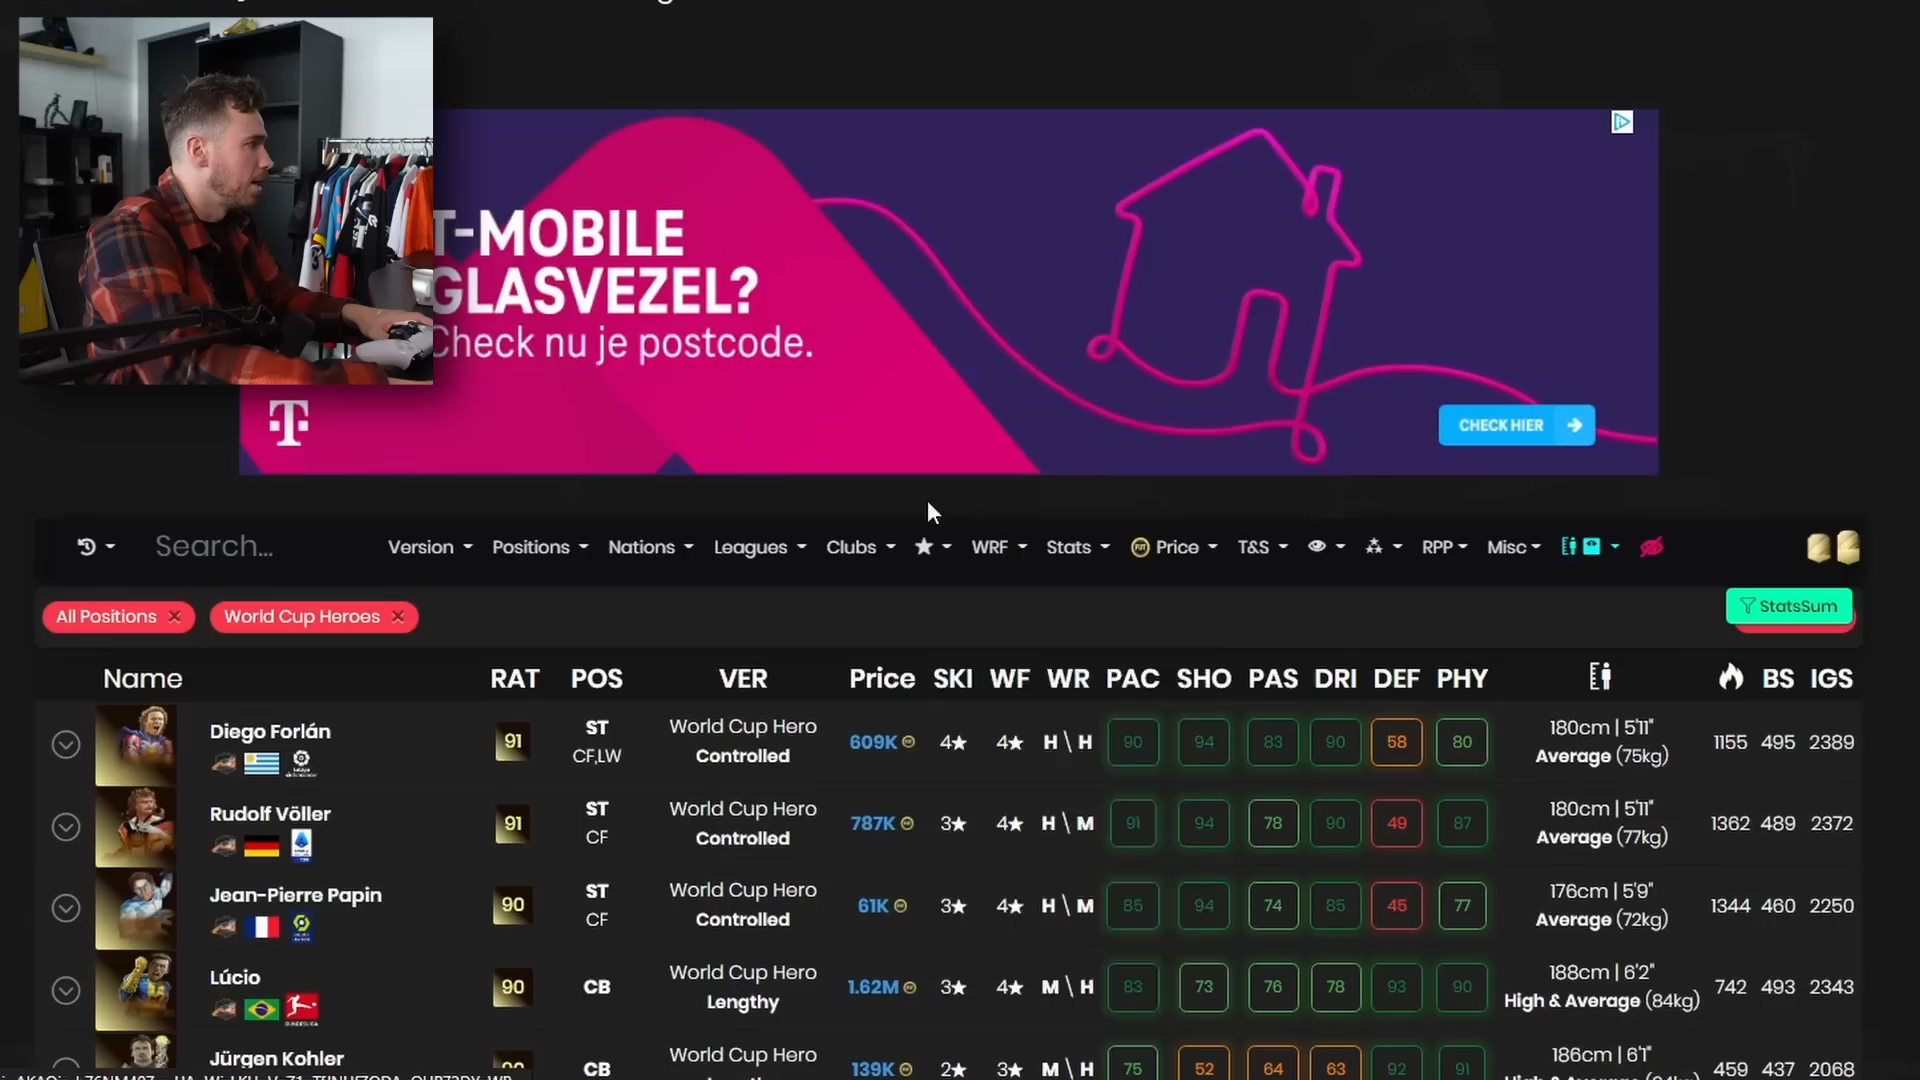 T-MOBILE
GLASVEZEL?
Check nu je postcode.
T
CHECK HIER
Search...
Version Positions Nations Leagues Clubs WRF Stats Price T&S RPP Misc
All Positions World Cup Heroes StatsSum
Name RAT POS VER Price SKI WF WR PAC SHO PAS DRI DEF PHY BS IGS
Diego Forlán 91 ST World Cup Hero 609K 4★ 4★ H \ H 90 94 83 90 58 80 180cm | 5'11" 1155 495 2389
CF,LW Controlled Average (75kg)
Rudolf Völler 91 ST World Cup Hero 787K 3★ 4★ H \ M 91 94 78 90 49 87 180cm | 5'11" 1362 489 2372
CF Controlled Average (77kg)
Jean-Pierre Papin 90 ST World Cup Hero 61K 3★ 4★ H \ M 85 94 74 85 45 77 176cm | 5'9" 1344 460 2250
CF Controlled Average (72kg)
Lúcio 90 CB World Cup Hero 1.62M 3★ 4★ M \ H 83 73 76 78 93 90 188cm | 6'2" 742 493 2343
Lengthy High & Average (84kg)
Jürgen Kohler CB World Cup Hero 139K 2★ 3★ M \ H 75 52 64 63 92 91 186cm | 6'1" 459 437 2068